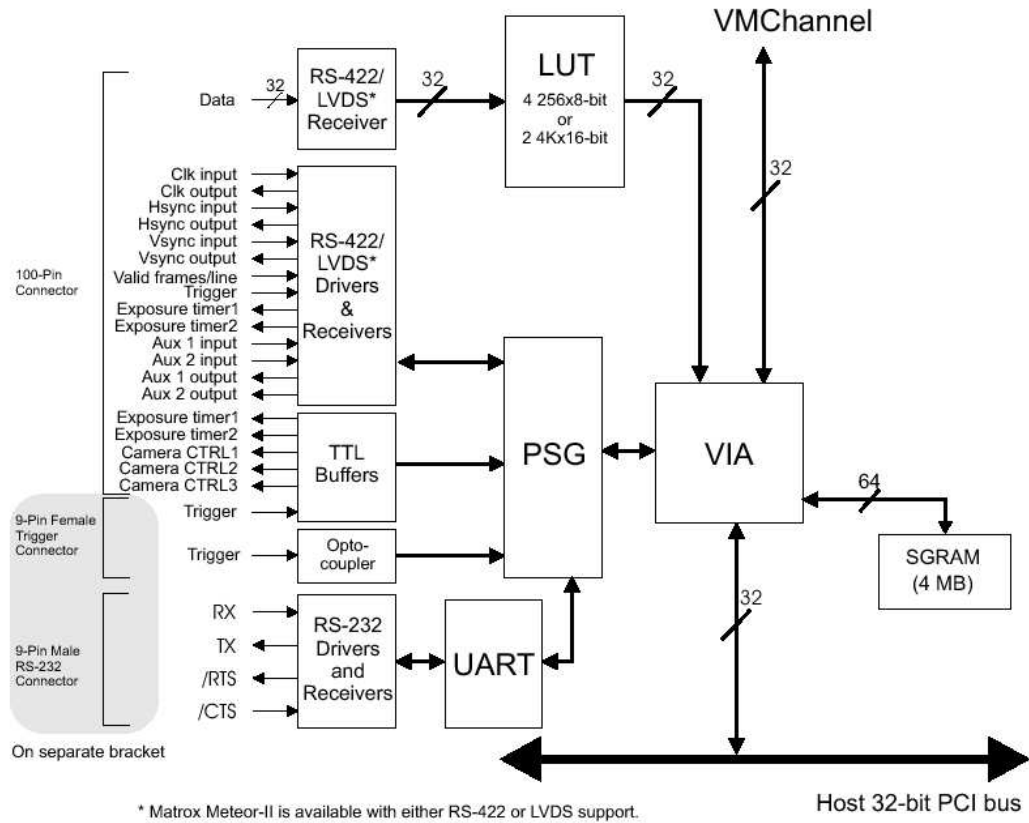 VMChannel
Data
32
RS-422/
LVDS*
Receiver
32
LUT
4 256x8-bit
or
2 4Kx16-bit
32
32
100-Pin
Connector
Clk input
Clk output
Hsync input
Hsync output
Vsync input
Vsync output
Valid frames/line
Trigger
Exposure timer1
Exposure timer2
Aux 1 input
Aux 2 input
Aux 1 output
Aux 2 output
RS-422/
LVDS*
Drivers
&
Receivers
Exposure timer1
Exposure timer2
Camera CTRL1
Camera CTRL2
Camera CTRL3
Trigger
TTL
Buffers
PSG
VIA
64
SGRAM
(4 MB)
9-Pin Female
Trigger
Connector
Trigger
Opto-
coupler
9-Pin Male
RS-232
Connector
RX
TX
/RTS
/CTS
RS-232
Drivers
and
Receivers
UART
32
On separate bracket
Host 32-bit PCI bus
* Matrox Meteor-II is available with either RS-422 or LVDS support.